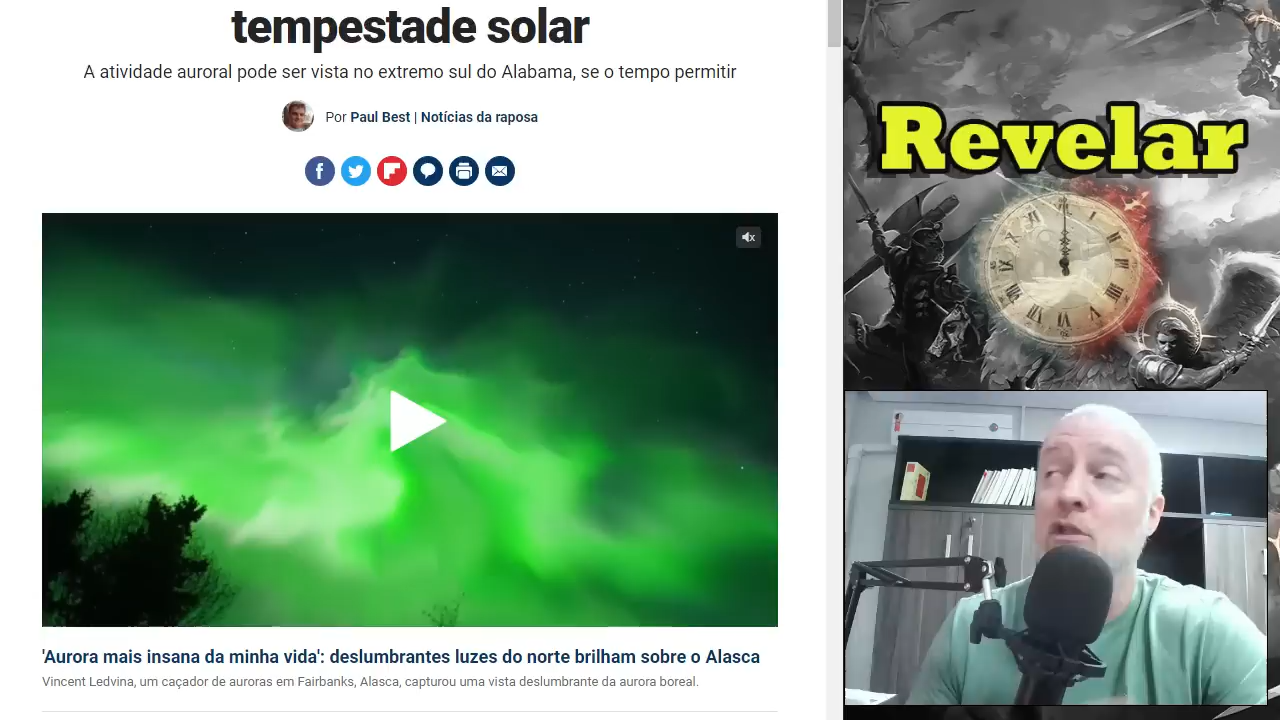 tempestade solar
A atividade auroral pode ser vista no extremo sul do Alabama, se o tempo permitir
Por Paul Best | Notícias da raposa
'Aurora mais insana da minha vida': deslumbrantes luzes do norte brilham sobre o Alasca
Vincent Ledvina, um caçador de auroras em Fairbanks, Alasca, capturou uma vista deslumbrante da aurora boreal.
Revelar